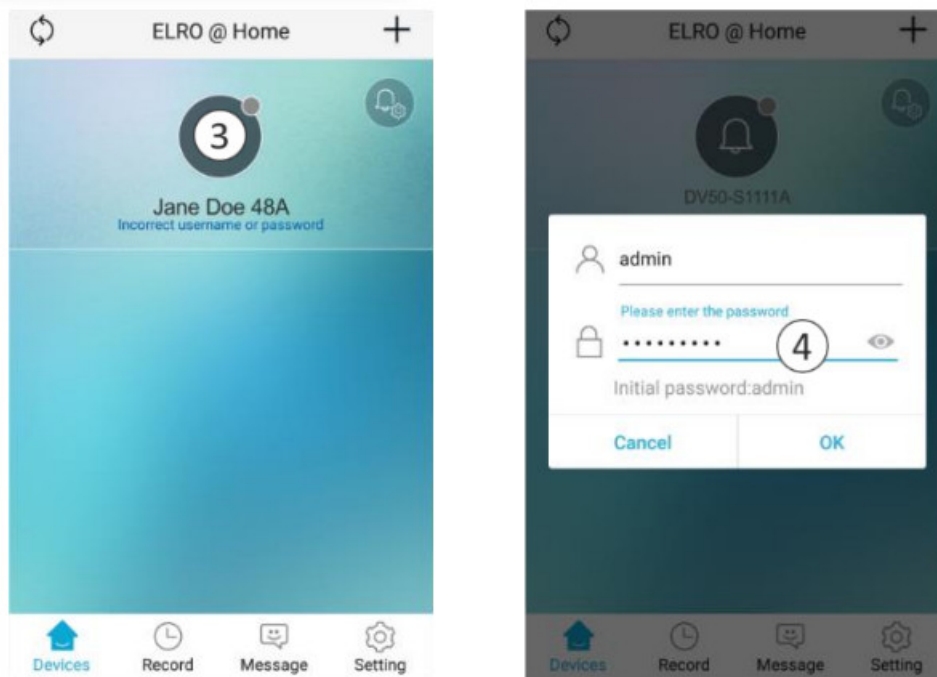 ELRO @ Home
3
Jane Doe 48A
Incorrect username or password
Devices Record Message Setting
ELRO @ Home
DV50-S1111A
admin
Please enter the password
••••••••• 4
Initial password:admin
Cancel OK
Devices Record Message Setting